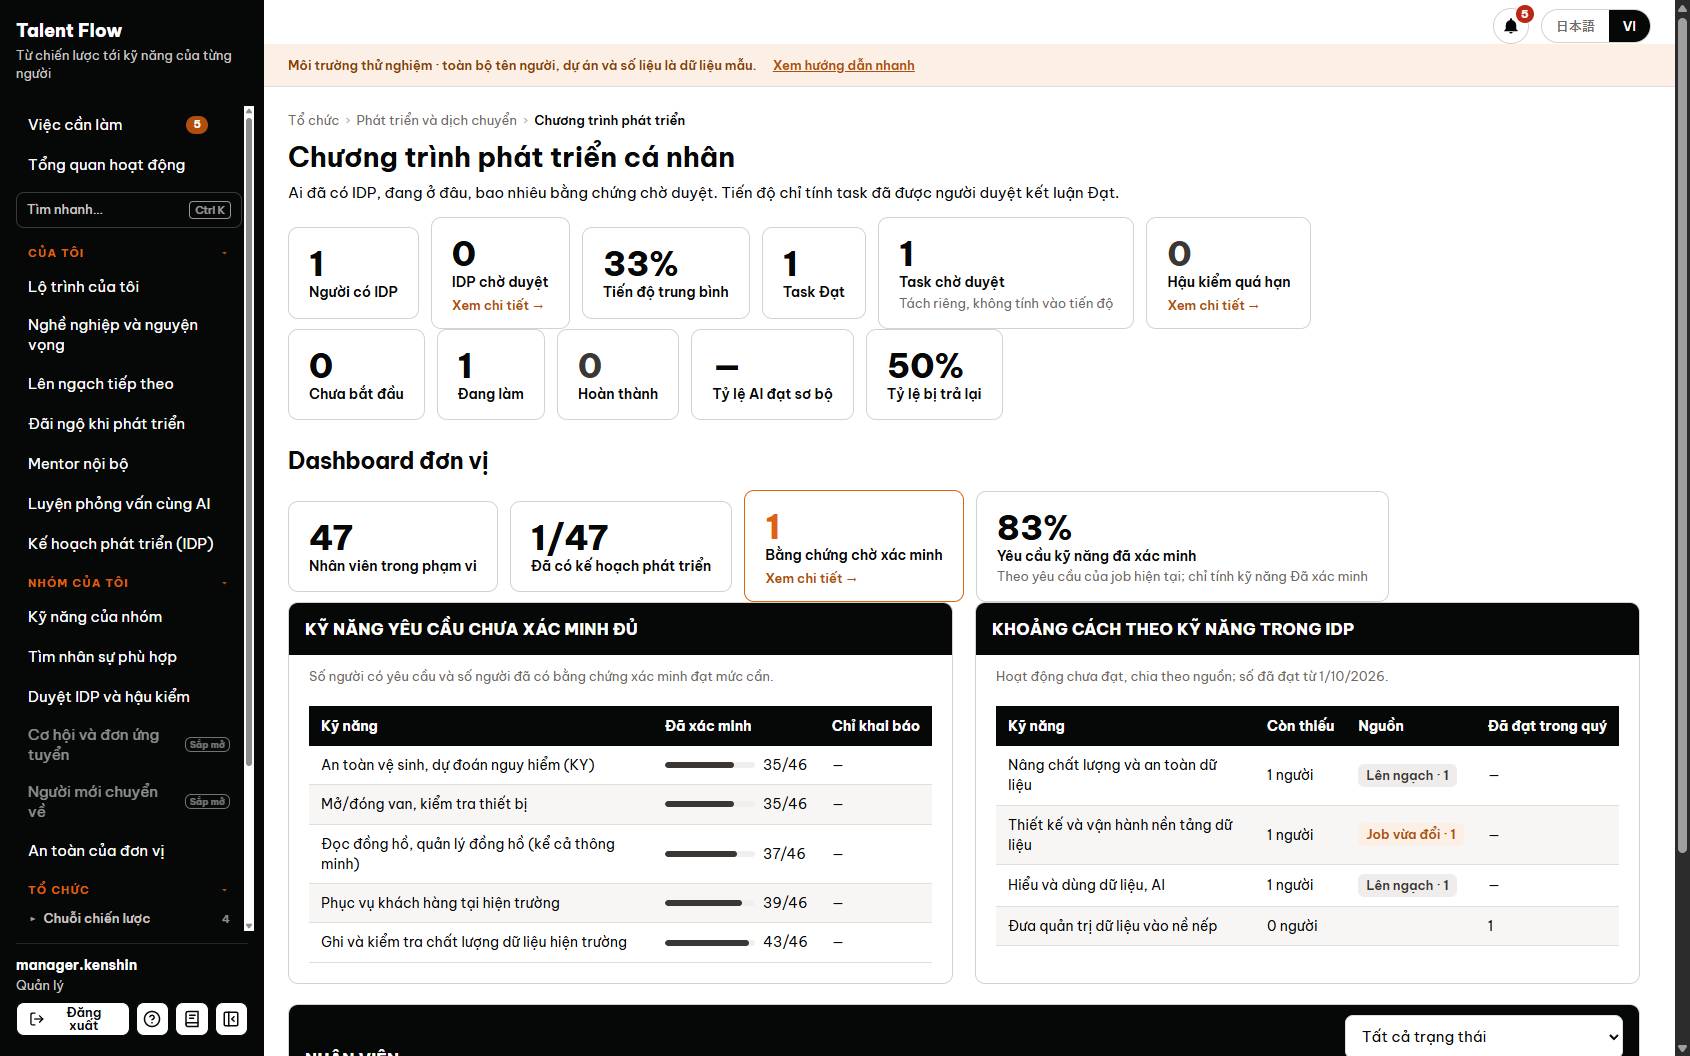 Talent Flow
Từ chiến lược tới kỹ năng của từng
người
Việc cần làm 5
Tổng quan hoạt động
Tìm nhanh... Ctrl K
CỦA TÔI
Lộ trình của tôi
Nghề nghiệp và nguyện
vọng
Lên ngạch tiếp theo
Đãi ngộ khi phát triển
Mentor nội bộ
Luyện phỏng vấn cùng AI
Kế hoạch phát triển (IDP)
NHÓM CỦA TÔI
Kỹ năng của nhóm
Tìm nhân sự phù hợp
Duyệt IDP và hậu kiểm
Cơ hội và đơn ứng
tuyển
Sắp mở
Người mới chuyển
về
Sắp mở
An toàn của đơn vị
TỔ CHỨC
Chuỗi chiến lược 4
manager.kenshin
Quản lý
Đăng
xuất
5
日本語 VI
Môi trường thử nghiệm · toàn bộ tên người, dự án và số liệu là dữ liệu mẫu. Xem hướng dẫn nhanh
Tổ chức › Phát triển và dịch chuyển › Chương trình phát triển
Chương trình phát triển cá nhân
Ai đã có IDP, đang ở đâu, bao nhiêu bằng chứng chờ duyệt. Tiến độ chỉ tính task đã được người duyệt kết luận Đạt.
1
Người có IDP
0
IDP chờ duyệt
Xem chi tiết →
33%
Tiến độ trung bình
1
Task Đạt
1
Task chờ duyệt
Tách riêng, không tính vào tiến độ
0
Hậu kiểm quá hạn
Xem chi tiết →
0
Chưa bắt đầu
1
Đang làm
0
Hoàn thành
—
Tỷ lệ AI đạt sơ bộ
50%
Tỷ lệ bị trả lại
Dashboard đơn vị
47
Nhân viên trong phạm vi
1/47
Đã có kế hoạch phát triển
1
Bằng chứng chờ xác minh
Xem chi tiết →
83%
Yêu cầu kỹ năng đã xác minh
Theo yêu cầu của job hiện tại; chỉ tính kỹ năng Đã xác minh
KỸ NĂNG YÊU CẦU CHƯA XÁC MINH ĐỦ
Số người có yêu cầu và số người đã có bằng chứng xác minh đạt mức cần.
Kỹ năng Đã xác minh Chỉ khai báo
An toàn vệ sinh, dự đoán nguy hiểm (KY) 35/46 —
Mở/đóng van, kiểm tra thiết bị 35/46 —
Đọc đồng hồ, quản lý đồng hồ (kể cả thông
minh)
37/46 —
Phục vụ khách hàng tại hiện trường 39/46 —
Ghi và kiểm tra chất lượng dữ liệu hiện trường 43/46 —
KHOẢNG CÁCH THEO KỸ NĂNG TRONG IDP
Hoạt động chưa đạt, chia theo nguồn; số đã đạt từ 1/10/2026.
Kỹ năng Còn thiếu Nguồn Đã đạt trong quý
Nâng chất lượng và an toàn dữ
liệu
1 người Lên ngạch · 1 —
Thiết kế và vận hành nền tảng dữ
liệu
1 người Job vừa đổi · 1 —
Hiểu và dùng dữ liệu, AI 1 người Lên ngạch · 1 —
Đưa quản trị dữ liệu vào nề nếp 0 người 1
NHÂN VIÊN
Tất cả trạng thái